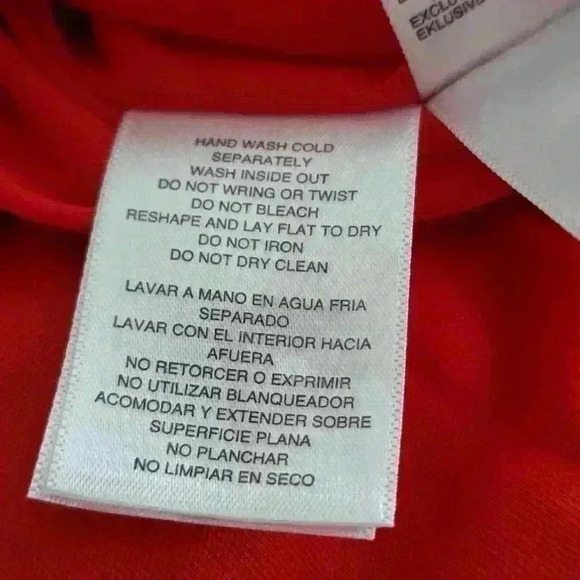 EXCLU
EKLUSIVE
HAND WASH COLD
SEPARATELY
WASH INSIDE OUT
DO NOT WRING OR TWIST
DO NOT BLEACH
RESHAPE AND LAY FLAT TO DRY
DO NOT IRON
DO NOT DRY CLEAN
LAVAR A MANO EN AGUA FRIA
SEPARADO
LAVAR CON EL INTERIOR HACIA
AFUERA
NO RETORCER O EXPRIMIR
NO UTILIZAR BLANQUEADOR
ACOMODAR Y EXTENDER SOBRE
SUPERFICIE PLANA
NO PLANCHAR
NO LIMPIAR EN SECO